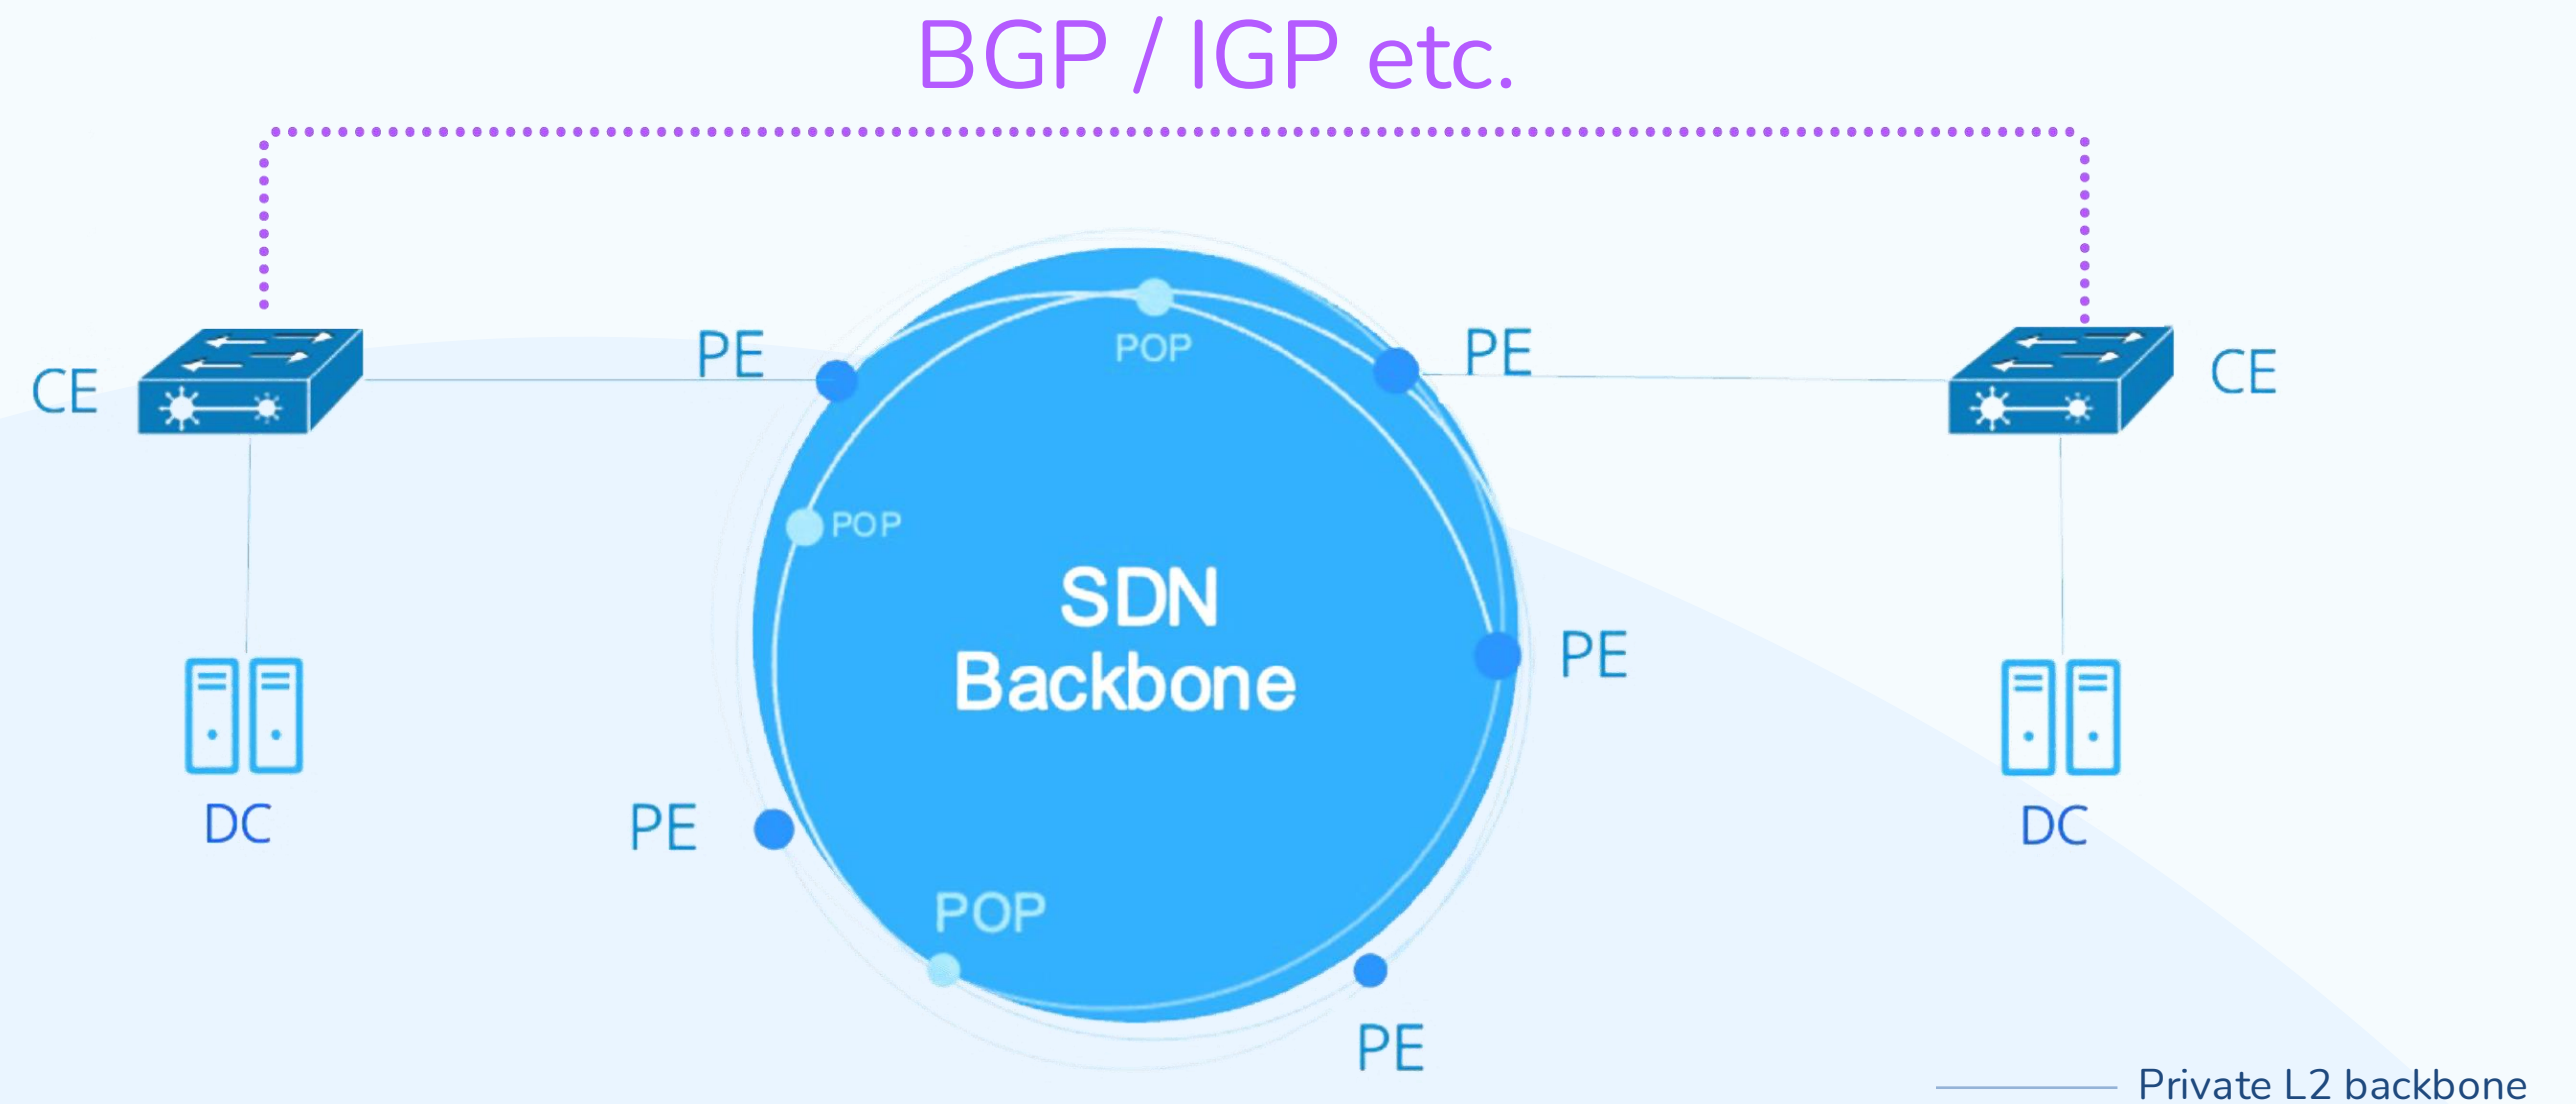 BGP / IGP etc.
CE
PE
POP
PE
CE
POP
SDN
Backbone
PE
DC
PE
DC
POP
PE
Private L2 backbone